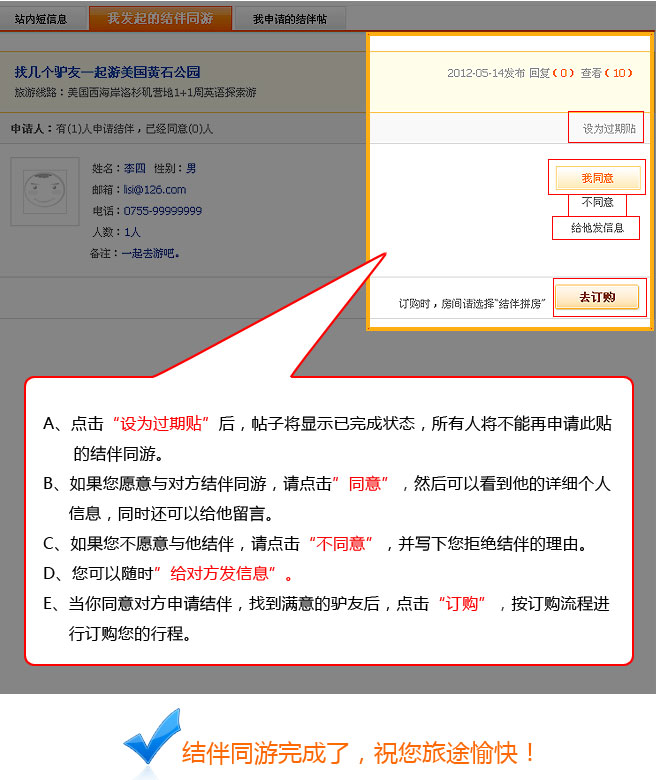 站内短信息 我发起的结伴同游 我申请的结伴帖
找几个驴友一起游美国黄石公园 2012-05-14发布 回复(0) 查看(10)
旅游线路：美国西海岸洛杉矶营地1+1周英语探索游
申请人：有(1)人申请结伴，已经同意(0)人 设为过期贴
姓名：李四 性别：男 我同意
邮箱：lisi@126.com 不同意
电话：0755-99999999 给他发信息
人数：1人
备注：一起去游吧。
订购时，房间请选择“结伴拼房” 去订购
A、点击“设为过期贴”后，帖子将显示已完成状态，所有人将不能再申请此贴
的结伴同游。
B、如果您愿意与对方结伴同游，请点击”同意”，然后可以看到他的详细个人
信息，同时还可以给他留言。
C、如果您不愿意与他结伴，请点击“不同意”，并写下您拒绝结伴的理由。
D、您可以随时”给对方发信息”。
E、当你同意对方申请结伴，找到满意的驴友后，点击“订购”，按订购流程进
行订购您的行程。
结伴同游完成了，祝您旅途愉快！